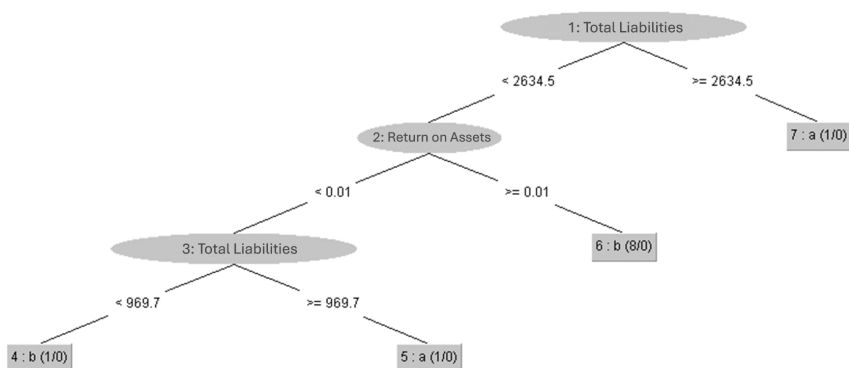 1: Total Liabilities
< 2634.5
>= 2634.5
2: Return on Assets
7 : a (1/0)
< 0.01
>= 0.01
3: Total Liabilities
6 : b (8/0)
< 969.7
>= 969.7
4 : b (1/0)
5 : a (1/0)